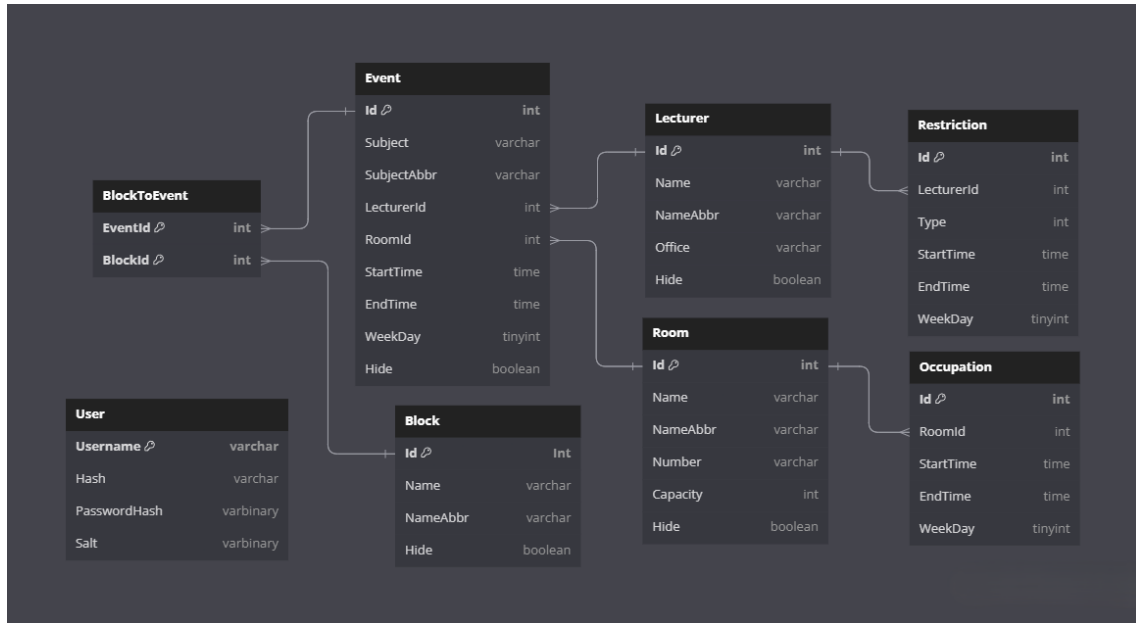 Event
Id int
Subject varchar
SubjectAbbr varchar
LecturerId int
RoomId int
StartTime time
EndTime time
WeekDay tinyint
Hide boolean
Lecturer
Id int
Name varchar
NameAbbr varchar
Office varchar
Hide boolean
Restriction
Id int
LecturerId int
Type int
StartTime time
EndTime time
WeekDay tinyint
BlockToEvent
EventId int
BlockId int
Room
Id int
Name varchar
NameAbbr varchar
Number varchar
Capacity int
Hide boolean
Occupation
Id int
RoomId int
StartTime time
EndTime time
WeekDay tinyint
User
Username varchar
Hash varchar
PasswordHash varbinary
Salt varbinary
Block
Id Int
Name varchar
NameAbbr varchar
Hide boolean